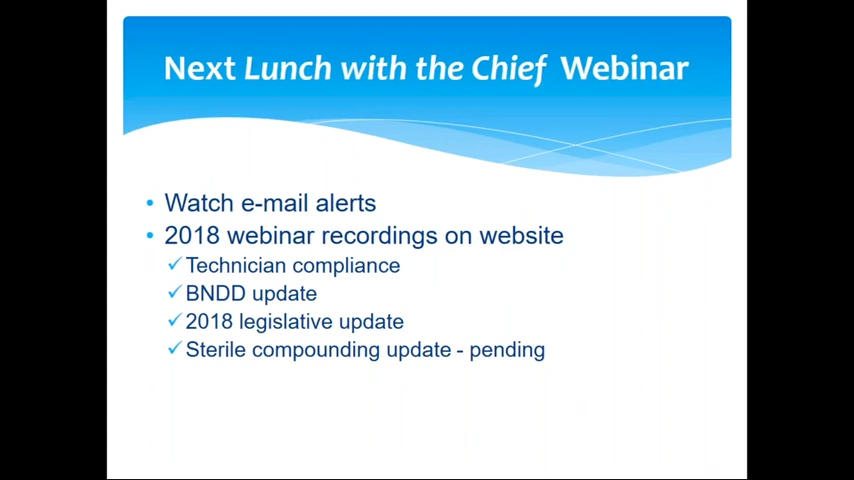 Next Lunch with the Chief Webinar
• Watch e-mail alerts
• 2018 webinar recordings on website
✓ Technician compliance
✓ BNDD update
✓ 2018 legislative update
✓ Sterile compounding update - pending